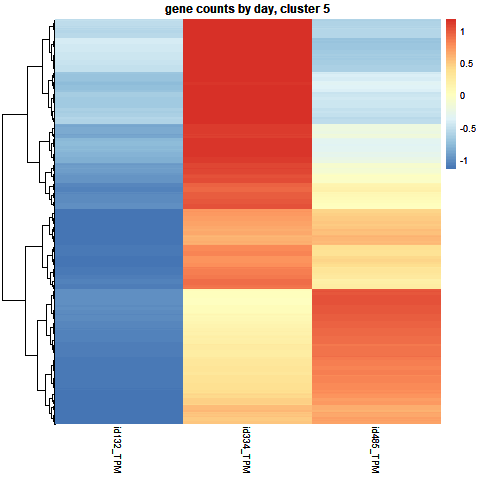 gene counts by day, cluster 5
1
0.5
0
-0.5
-1
id132_TPM
id334_TPM
id485_TPM